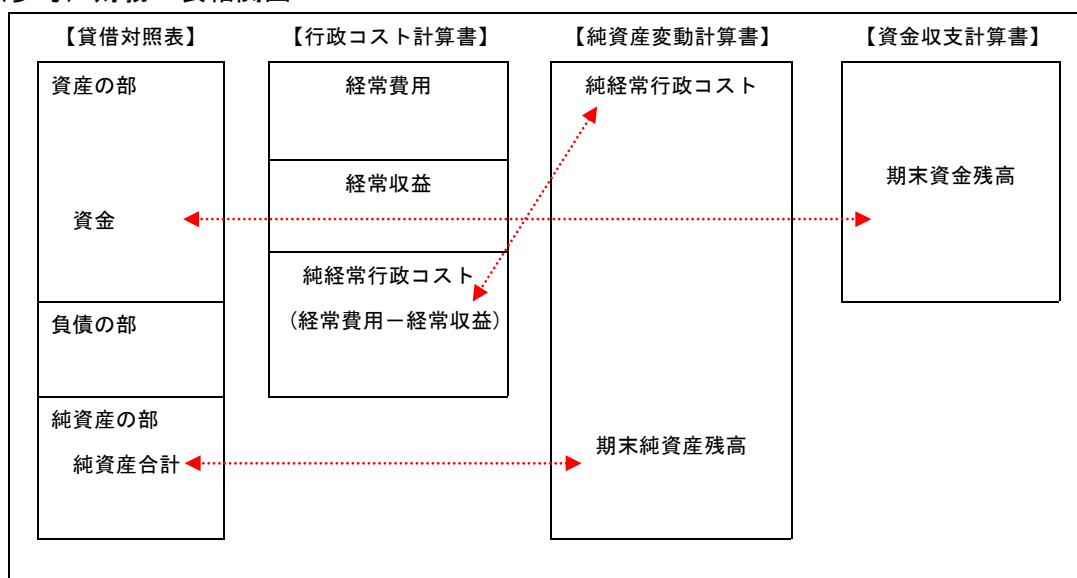 【貸借対照表】
資産の部
資金
負債の部
純資産の部
純資産合計
【行政コスト計算書】
経常費用
経常収益
純経常行政コスト
（経常費用－経常収益）
【純資産変動計算書】
純経常行政コスト
期末純資産残高
【資金収支計算書】
期末資金残高